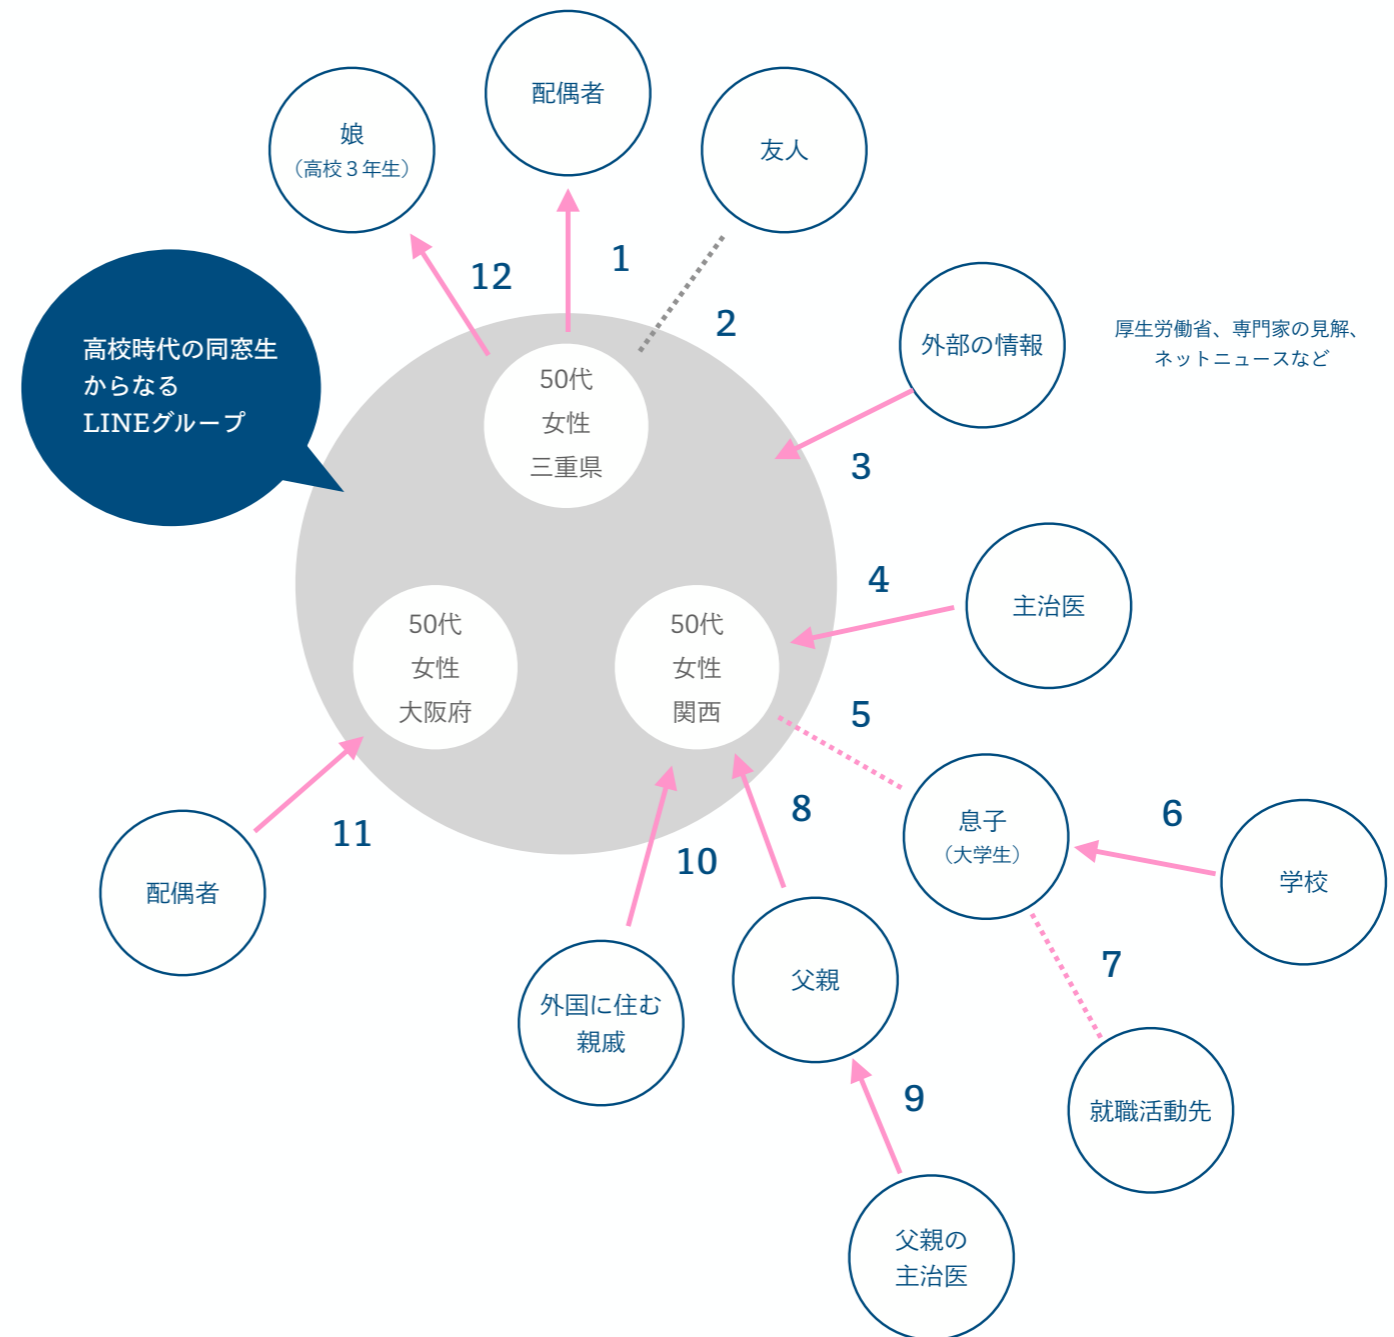 配偶者
娘
（高校３年生）
友人
1
12
2
外部の情報
厚生労働省、専門家の見解、
ネットニュースなど
高校時代の同窓生
からなる
LINEグループ
50代
女性
三重県
3
4
主治医
50代
女性
大阪府
50代
女性
関西
5
息子
（大学生）
6
学校
8
10
11
配偶者
7
父親
外国に住む
親戚
9
就職活動先
父親の
主治医